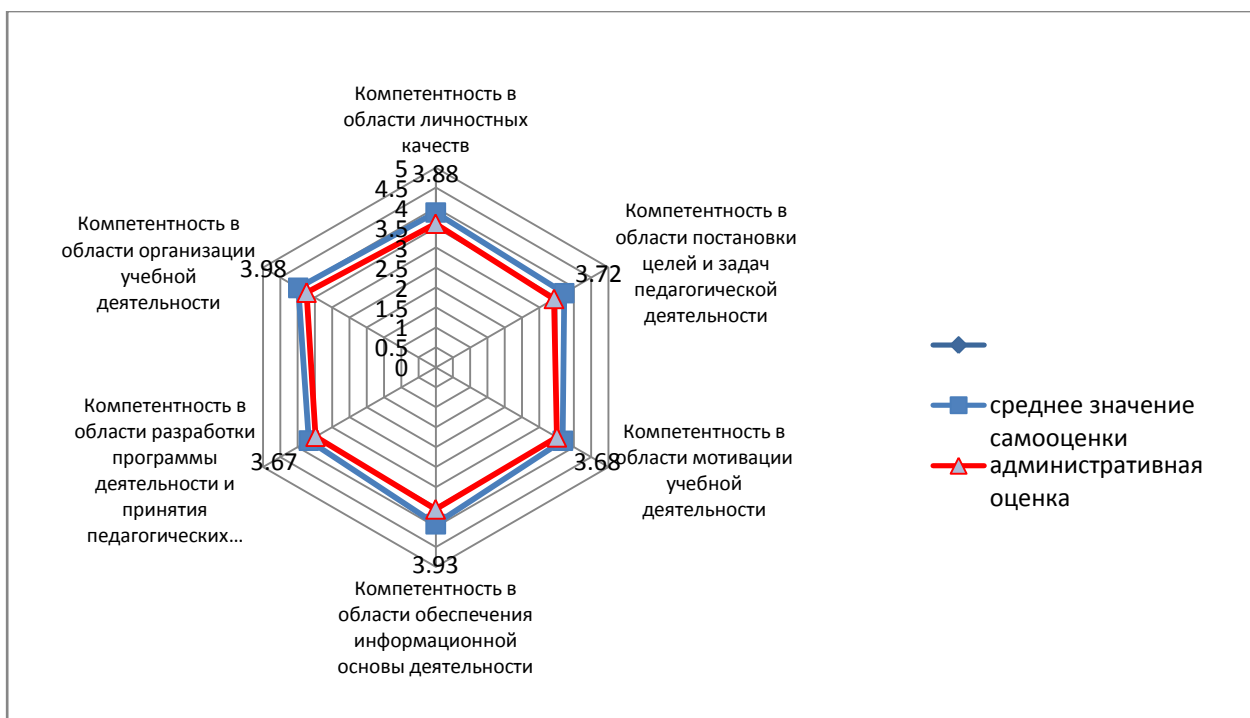 Компетентность в
области личностных
качеств
3.88
5
4.5
4
3.5
3
2.5
2
1.5
1
0.5
0
Компетентность в
области постановки
целей и задач
педагогической
деятельности
3.72
Компетентность в
области мотивации
учебной
деятельности
3.68
3.93
Компетентность в
области обеспечения
информационной
основы деятельности
Компетентность в
области разработки
программы
деятельности и
принятия
педагогических…
3.67
Компетентность в
области организации
учебной
деятельности
3.98
среднее значение
самооценки
административная
оценка